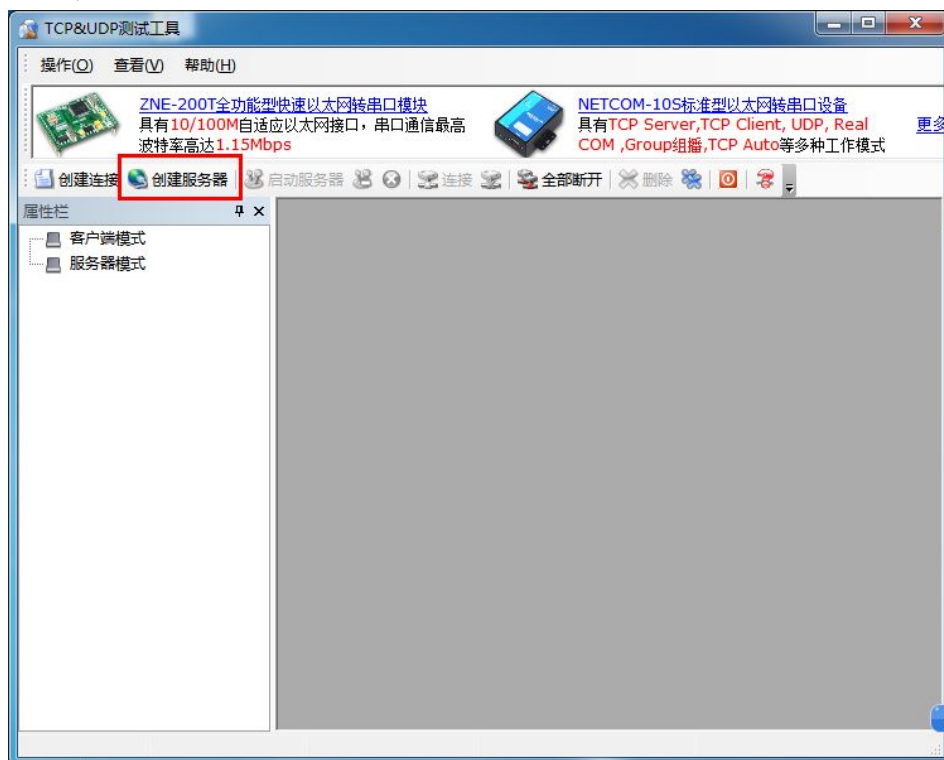 TCP&UDP测试工具
操作(O) 查看(V) 帮助(H)
ZNE-200T全功能型快速以太网转串口模块
具有10/100M自适应以太网接口，串口通信最高
波特率高达1.15Mbps
NETCOM-10S标准型以太网转串口设备
具有TCP Server,TCP Client, UDP, Real
COM ,Group组播,TCP Auto等多种工作模式
更多
创建连接 创建服务器 启动服务器 连接 全部断开 删除
属性栏
客户端模式
服务器模式